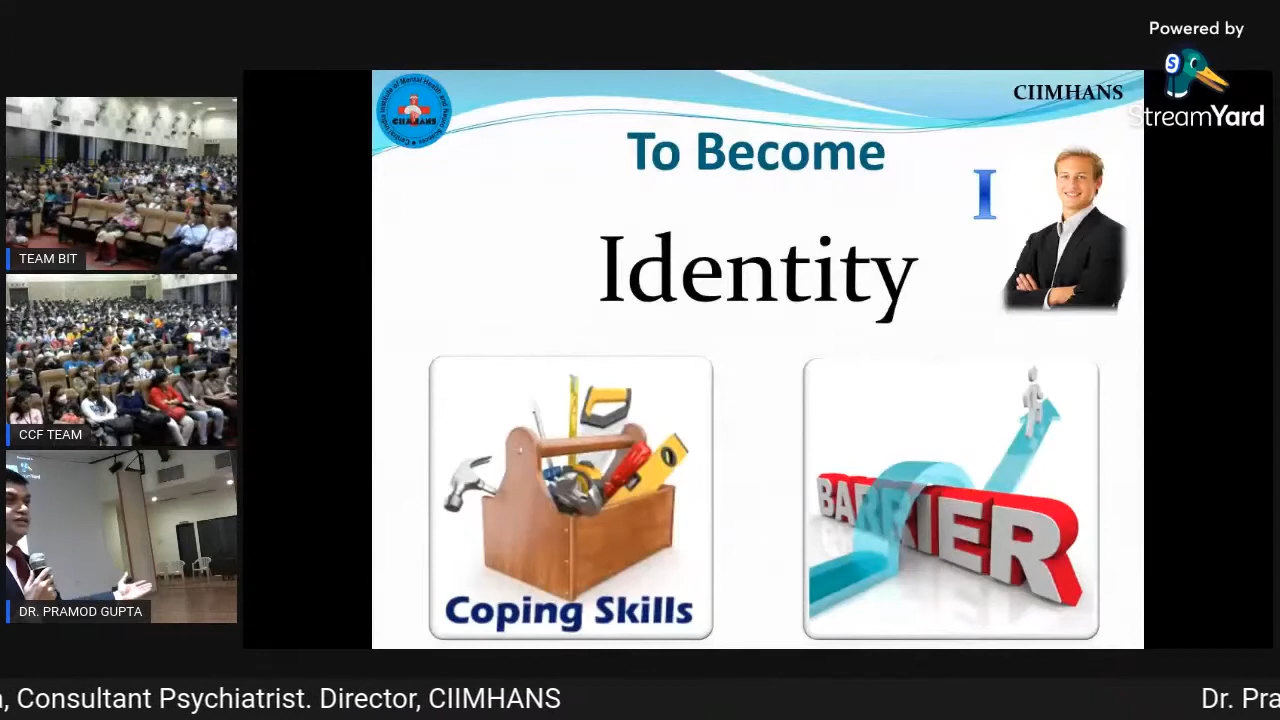 Powered by
StreamYard
S
CIIMHANS
CIIMHANS
To Become
I
Identity
TEAM BIT
CCF TEAM
DR. PRAMOD GUPTA
Coping Skills
BARRIER
, Consultant Psychiatrist. Director, CIIMHANS
Dr. Pra